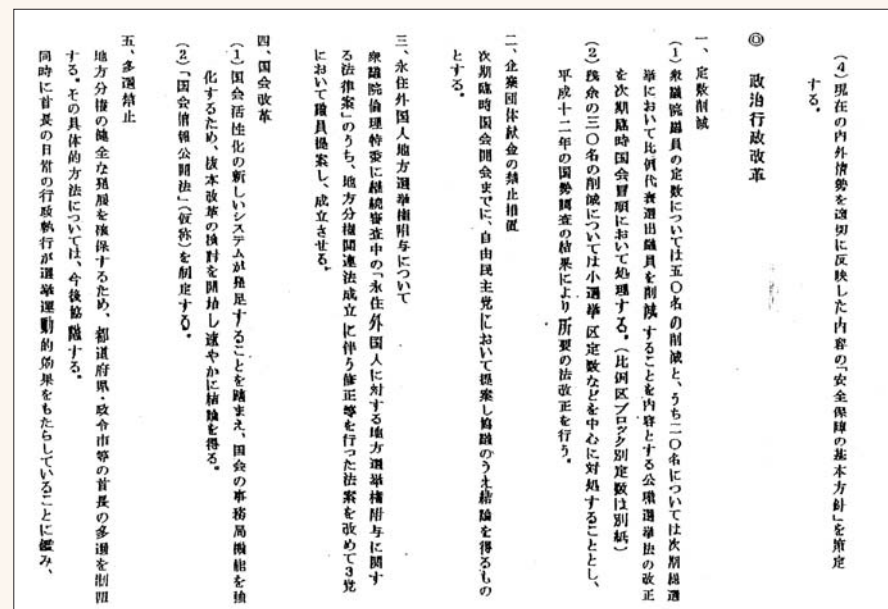 (4)現在の内外情勢を適切に反映した内容の「安全保障の基本方針」を策定
する。
◎ 政治行政改革
一、定数削減
(1)衆議院議員の定数については五〇名の削減と、うち二〇名については次期総選
挙において比例代表選出議員を削減することを内容とする公職選挙法の改正
を次期臨時国会冒頭において処理する。(比例区ブロック別定数は別紙)
(2)残余の三〇名の削減については小選挙区定数などを中心に対処することとし、
平成十二年の国勢調査の結果により所要の法改正を行う。
二、企業団体献金の禁止措置
次期臨時国会開会までに、自由民主党において提案し協議のうえ結論を得るもの
とする。
三、永住外国人地方選挙権附与について
衆議院倫理特委に継続審査中の「永住外国人に対する地方選挙権附与に関す
る法律案」のうち、地方分権関連法成立に伴う修正等を行った法案を改めて3党
において議員提案し、成立させる。
四、国会改革
(1)国会活性化の新しいシステムが発足することを踏まえ、国会の事務局機能を強
化するため、抜本改革の検討を開始し速やかに結論を得る。
(2)「国会情報公開法」(仮称)を制定する。
五、多選禁止
地方分権の健全な発展を確保するため、都道府県・政令市等の首長の多選を制限
する。その具体的方法については、今後協議する。
同時に首長の日常の行政執行が選挙運動的効果をもたらしていることに鑑み、